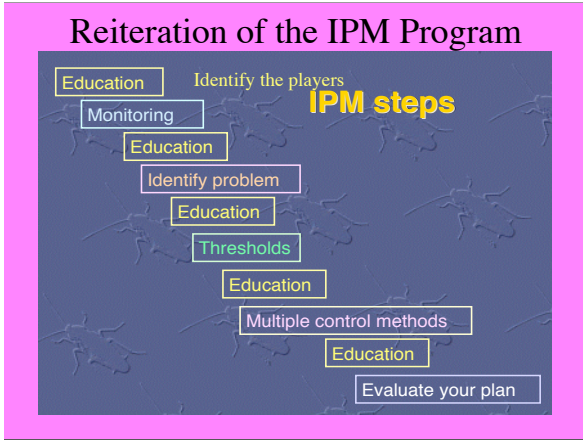 Reiteration of the IPM Program
Education
Identify the players
IPM steps
Monitoring
Education
Identify problem
Education
Thresholds
Education
Multiple control methods
Education
Evaluate your plan